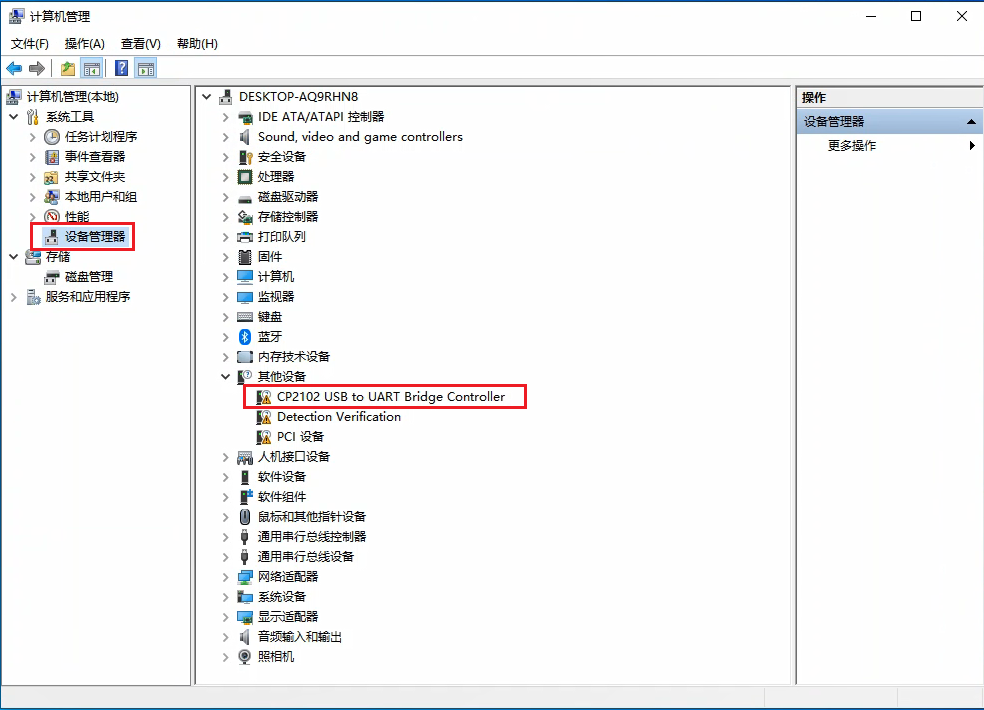 计算机管理
文件(F) 操作(A) 查看(V) 帮助(H)
计算机管理(本地)
系统工具
任务计划程序
事件查看器
共享文件夹
本地用户和组
性能
设备管理器
存储
磁盘管理
服务和应用程序
DESKTOP-AQ9RHN8
IDE ATA/ATAPI 控制器
Sound, video and game controllers
安全设备
处理器
磁盘驱动器
存储控制器
打印队列
固件
计算机
监视器
键盘
蓝牙
内存技术设备
其他设备
CP2102 USB to UART Bridge Controller
Detection Verification
PCI 设备
人机接口设备
软件设备
软件组件
鼠标和其他指针设备
通用串行总线控制器
通用串行总线设备
网络适配器
系统设备
显示适配器
音频输入和输出
照相机
操作
设备管理器
更多操作